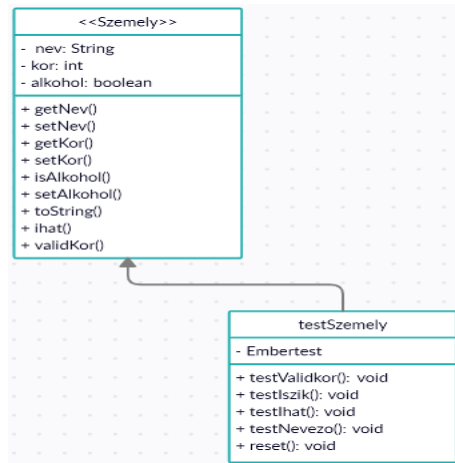 <<Szemely>>
- nev: String
- kor: int
- alkohol: boolean
+ getNev()
+ setNev()
+ getKor()
+ setKor()
+ isAlkohol()
+ setAlkohol()
+ toString()
+ ihat()
+ validKor()
testSzemely
- Embertest
+ testValidkor(): void
+ testIszik(): void
+ testIhat(): void
+ testNevezo(): void
+ reset(): void